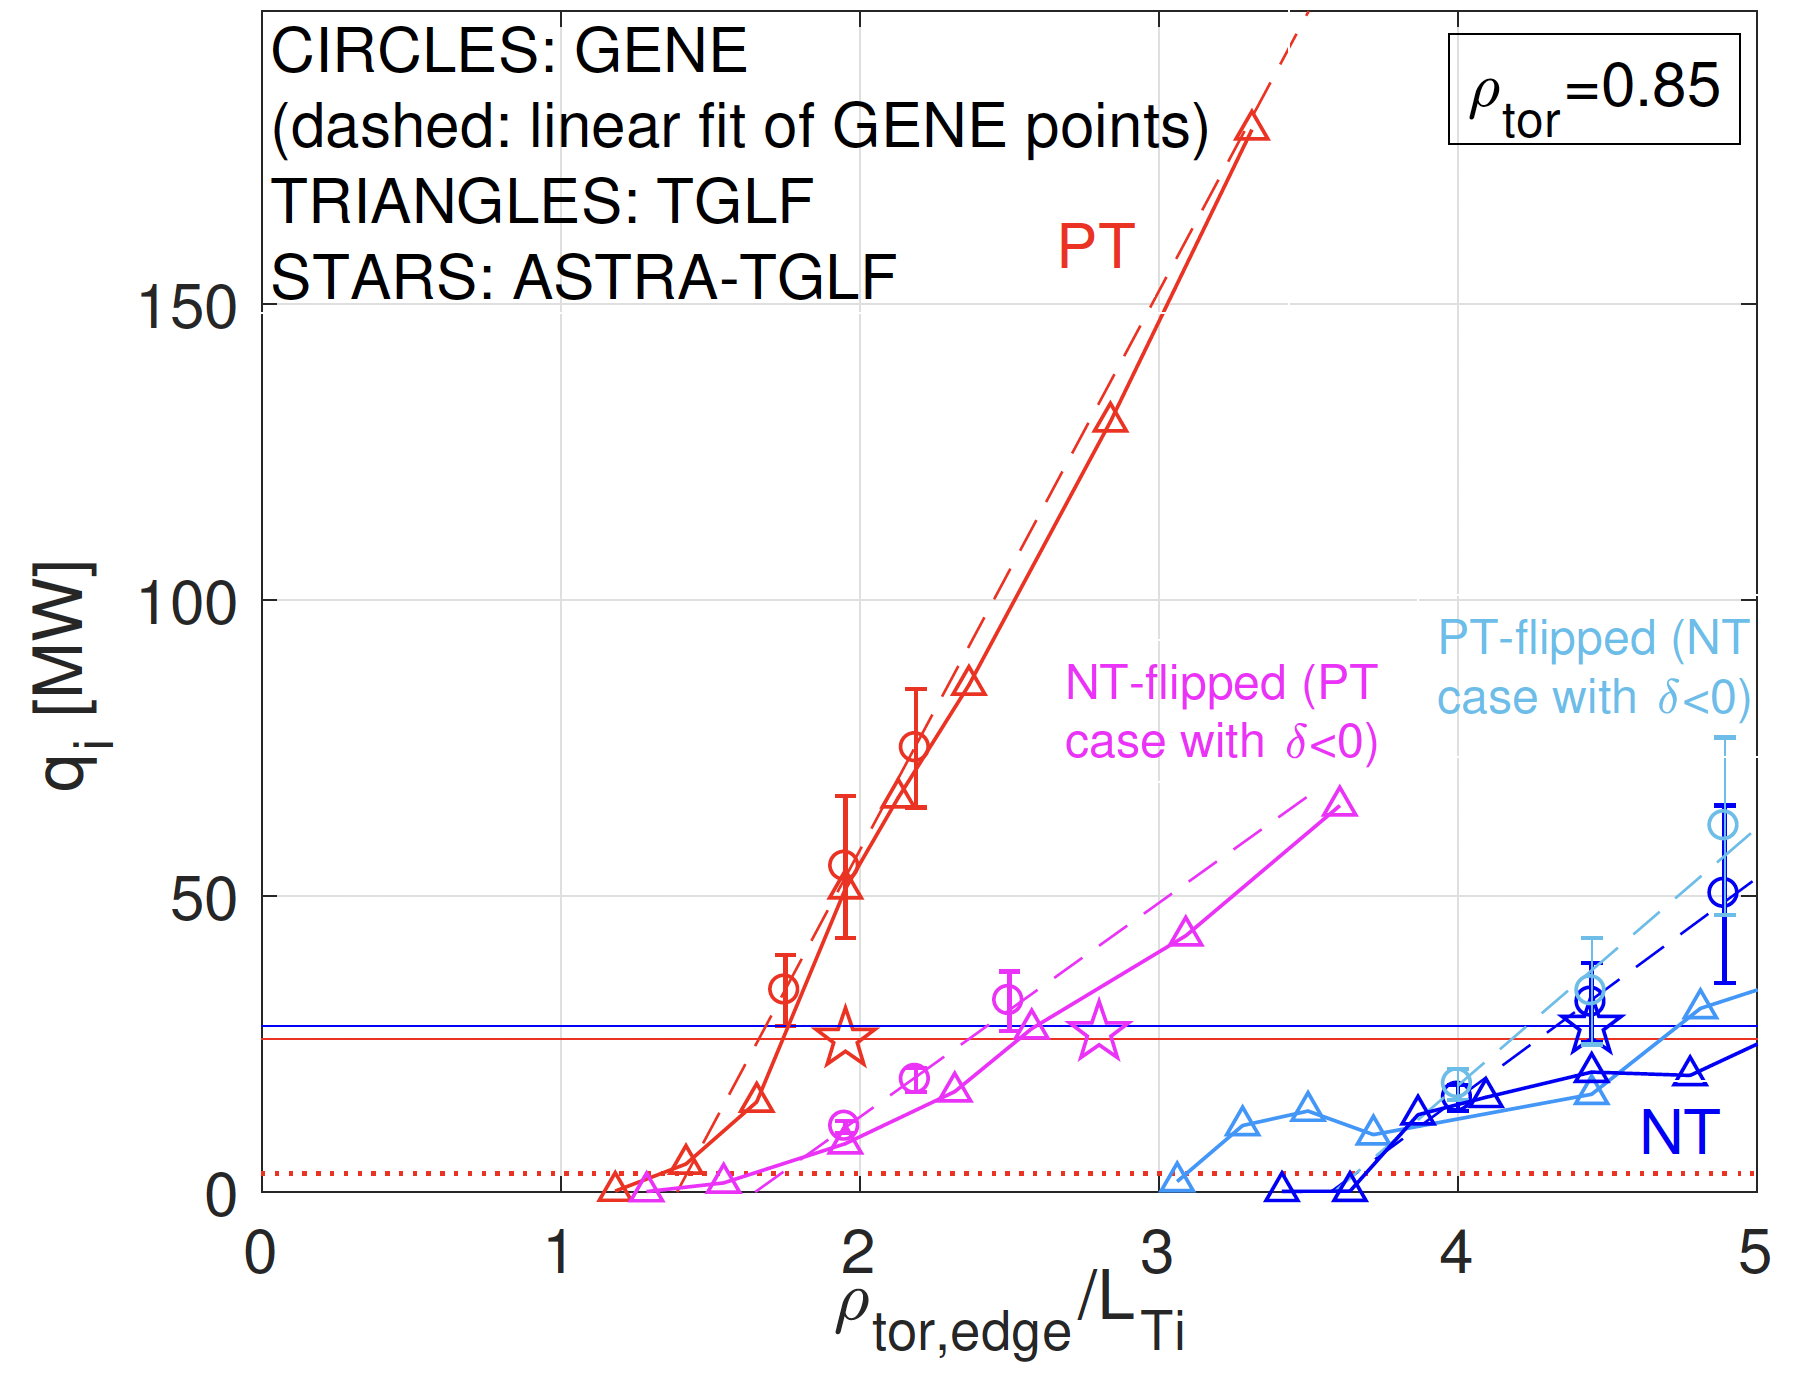 CIRCLES: GENE
(dashed: linear fit of GENE points)
TRIANGLES: TGLF
STARS: ASTRA-TGLF
ρtor=0.85
PT
NT-flipped (PT
case with δ<0)
PT-flipped (NT
case with δ<0)
NT
150
100
50
0
qi [MW]
0 1 2 3 4 5
ρtor,edge/LTi